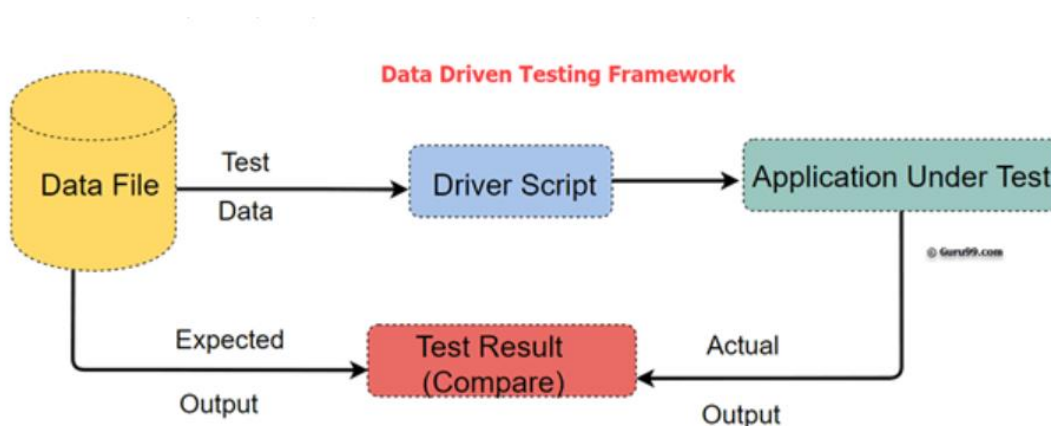 Data Driven Testing Framework
Test
Data File
Driver Script
Application Under Test
Data
© Guru99.com
Expected
Test Result
Actual
(Compare)
Output
Output